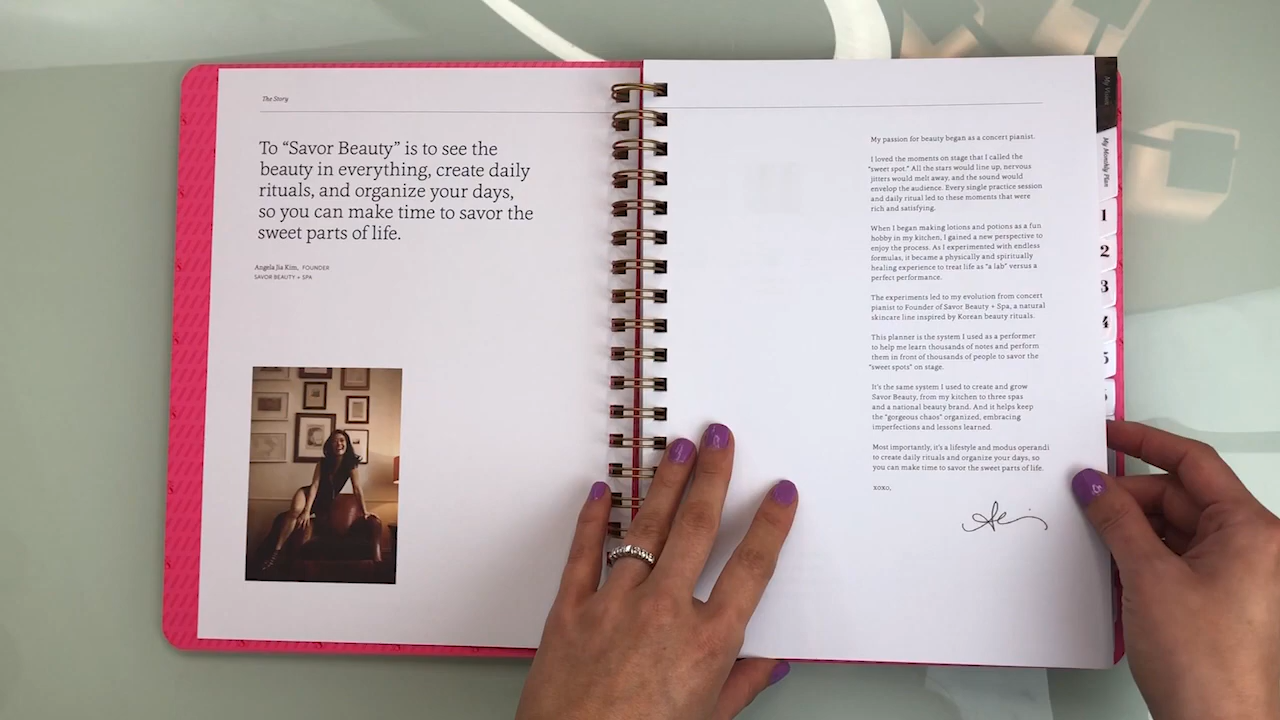 The Story
To “Savor Beauty” is to see the
beauty in everything, create daily
rituals, and organize your days,
so you can make time to savor the
sweet parts of life.
Angela Jia Kim, FOUNDER
SAVOR BEAUTY + SPA
My passion for beauty began as a concert pianist.
I loved the moments on stage that I called the
“sweet spot.” All the stars would line up, nervous
jitters would melt away, and the sound would
envelop the audience. Every single practice session
and daily ritual led to these moments that were
rich and satisfying.
When I began making lotions and potions as a fun
hobby in my kitchen, I gained a new perspective to
enjoy the process. As I experimented with endless
formulas, it became a physically and spiritually
healing experience to treat life as “a lab” versus a
perfect performance.
The experiments led to my evolution from concert
pianist to Founder of Savor Beauty + Spa, a natural
skincare line inspired by Korean beauty rituals.
This planner is the system I used as a performer
to help me learn thousands of notes and perform
them in front of thousands of people to savor the
“sweet spots” on stage.
It’s the same system I used to create and grow
Savor Beauty, from my kitchen to three spas
and a national beauty brand. And it helps keep
the “gorgeous chaos” organized, embracing
imperfections and lessons learned.
Most importantly, it’s a lifestyle and modus operandi
to create daily rituals and organize your days, so
you can make time to savor the sweet parts of life.
xoxo,
My Vision
My Monthly Plan
1
2
3
4
5